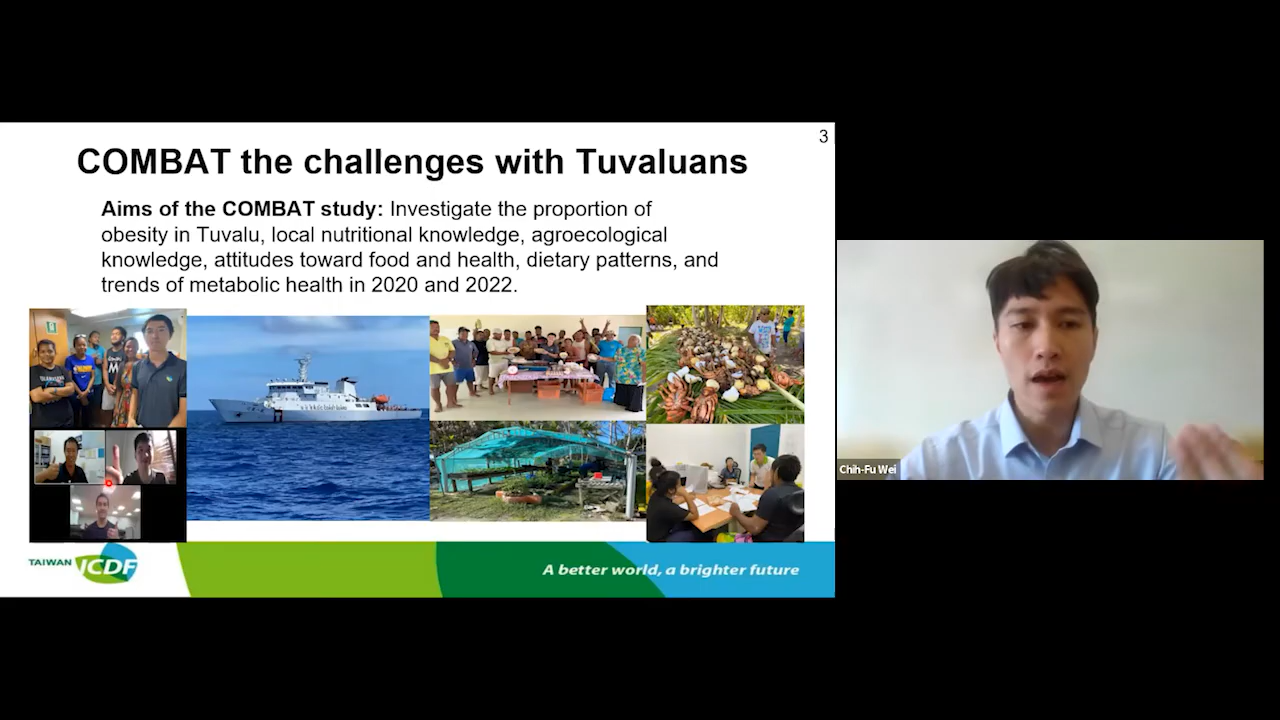 3
COMBAT the challenges with Tuvaluans
Aims of the COMBAT study: Investigate the proportion of
obesity in Tuvalu, local nutritional knowledge, agroecological
knowledge, attitudes toward food and health, dietary patterns, and
trends of metabolic health in 2020 and 2022.
TAIWAN ICDF
A better world, a brighter future
Chih-Fu Wei